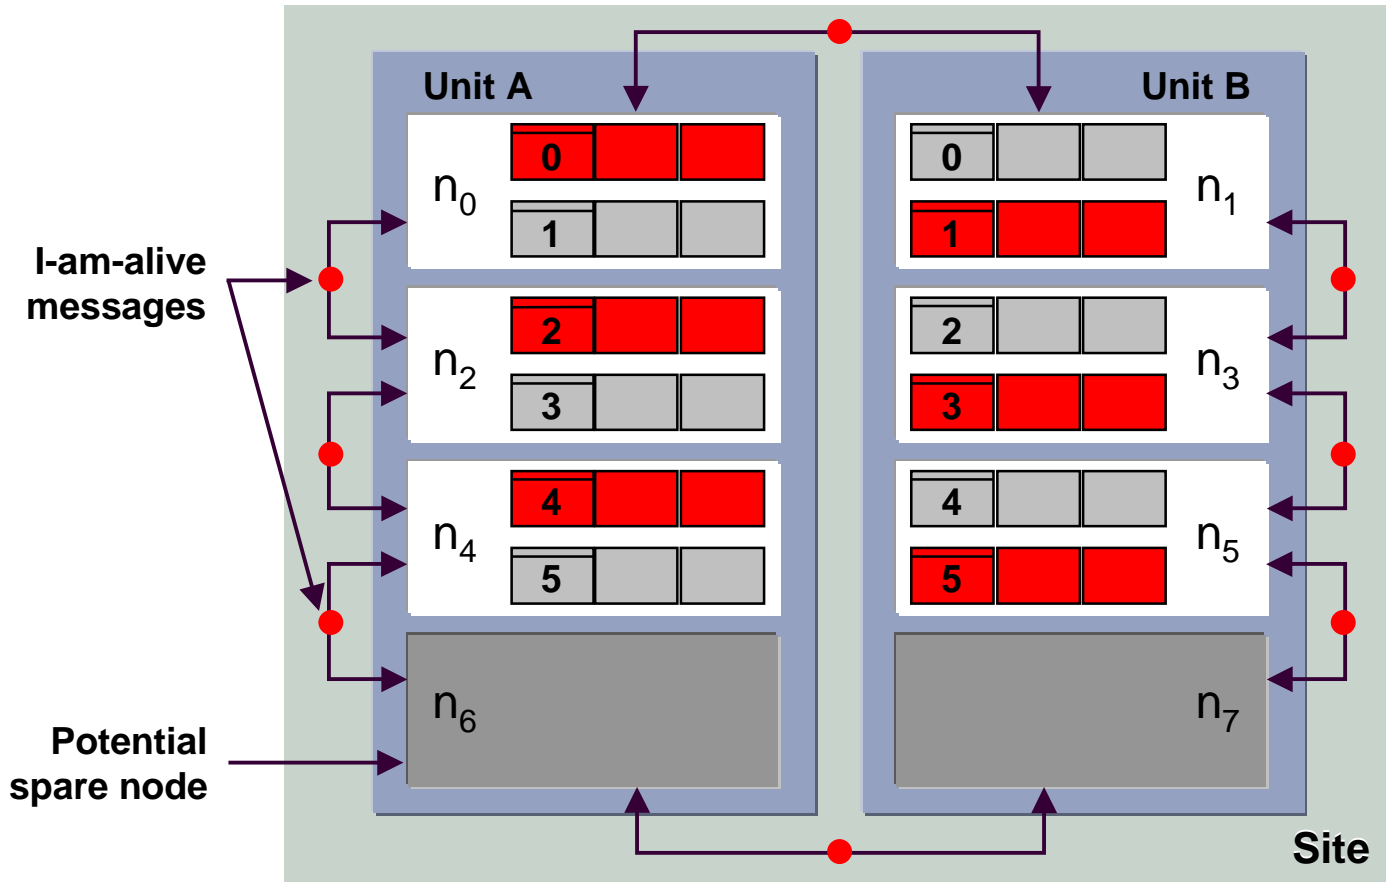 Unit A
Unit B
n0
0
1
0
1
n1
I-am-alive
messages
n2
2
3
2
3
n3
n4
4
5
4
5
n5
n6
n7
Potential
spare node
Site